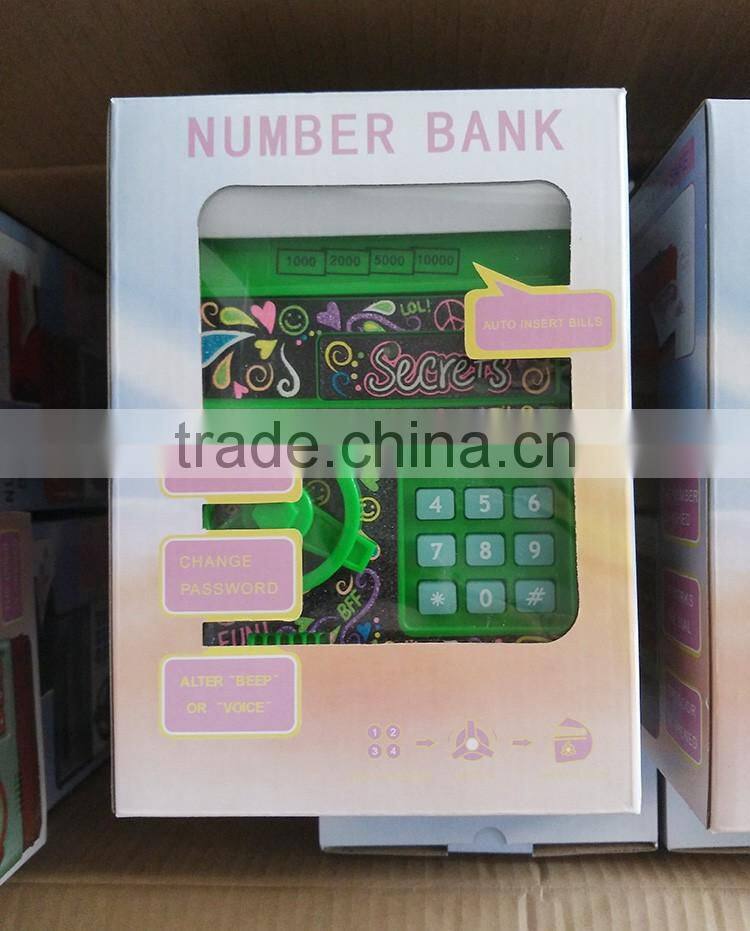 NUMBER BANK
1000 2000 5000 10000
AUTO INSERT BILLS
LOL!
Secrets
trade.china.cn
4 5 6
7 8 9
* 0 #
CHANGE
PASSWORD
BFF
FUN!
ALTER "BEEP"
OR "VOICE"
1 2
3 4